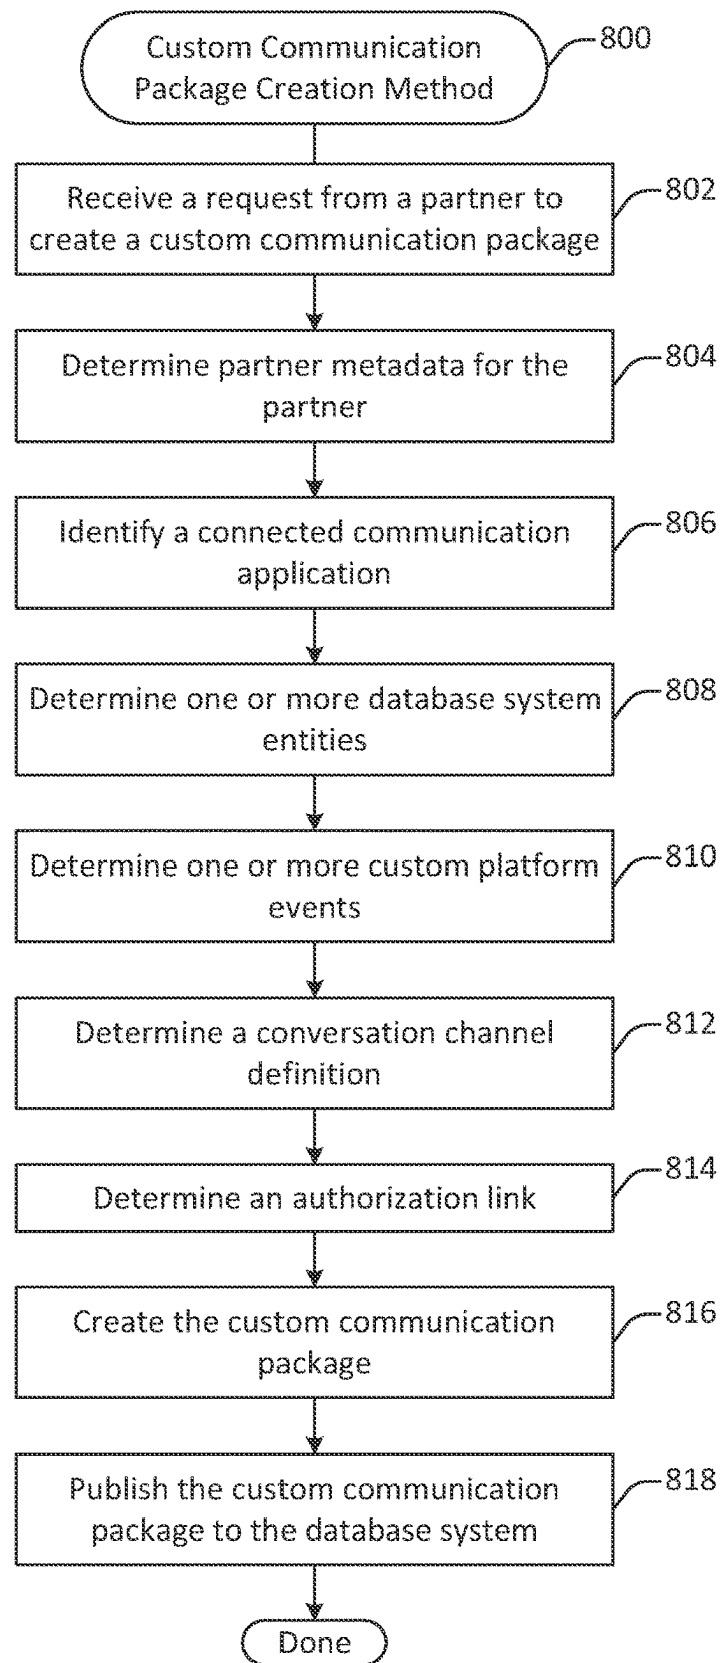 Custom Communication
Package Creation Method
800
Receive a request from a partner to
create a custom communication package
802
Determine partner metadata for the
partner
804
Identify a connected communication
application
806
Determine one or more database system
entities
808
Determine one or more custom platform
events
810
Determine a conversation channel
definition
812
Determine an authorization link
814
Create the custom communication
package
816
Publish the custom communication
package to the database system
818
Done